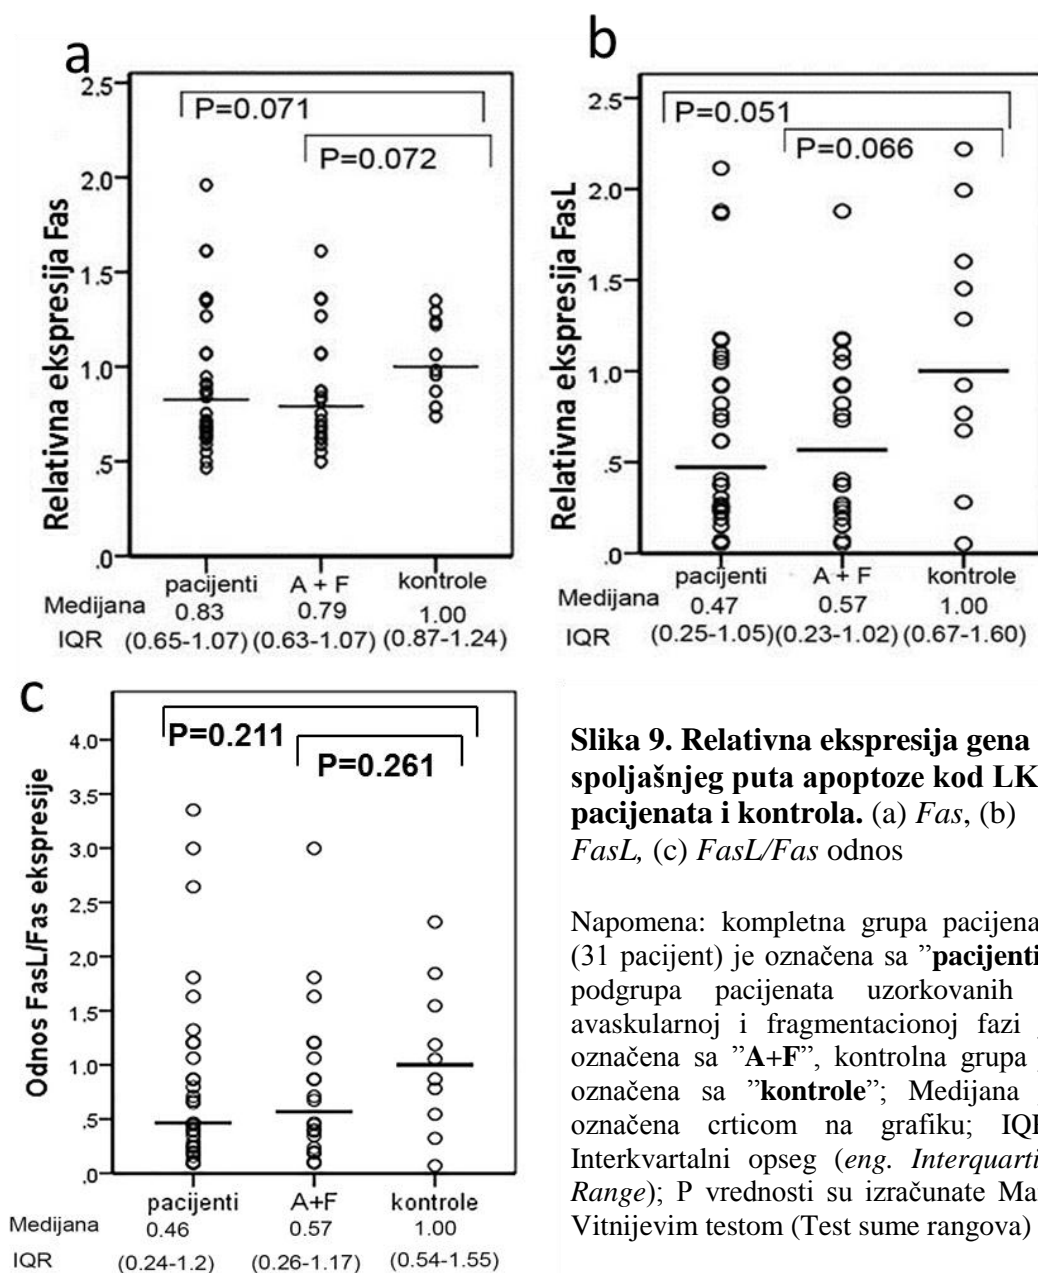 a
2.5
2.0
1.5
1.0
.5
.0
Relativna ekspresija Fas
P=0.071
P=0.072
pacijenti A + F kontrole
Medijana 0.83 0.79 1.00
IQR (0.65-1.07) (0.63-1.07) (0.87-1.24)
b
2.5
2.0
1.5
1.0
.5
.0
Relativna ekspresija FasL
P=0.051
P=0.066
pacijenti A + F kontrole
Medijana 0.47 0.57 1.00
IQR (0.25-1.05) (0.23-1.02) (0.67-1.60)
c
4.0
3.5
3.0
2.5
2.0
1.5
1.0
.5
.0
Odnos FasL/Fas ekspresije
P=0.211
P=0.261
pacijenti A+F kontrole
Medijana 0.46 0.57 1.00
IQR (0.24-1.2) (0.26-1.17) (0.54-1.55)
Slika 9. Relativna ekspresija gena
spoljašnjeg puta apoptoze kod LK
pacijenata i kontrola. (a) Fas, (b)
FasL, (c) FasL/Fas odnos
Napomena: kompletna grupa
(31 pacijent) je označena sa ”pacijenti
podgrupa pacijenata uzorkovanih
avaskularnoj i fragmentacionoj fazi
označena sa ”A+F”, kontrolna grupa
označena sa ”kontrole”; Medijana
označena crticom na grafiku;
Interkvartalni opseg (eng.
Range); P vrednosti su izračunate
Vitnijevim testom (Test sume rangova)